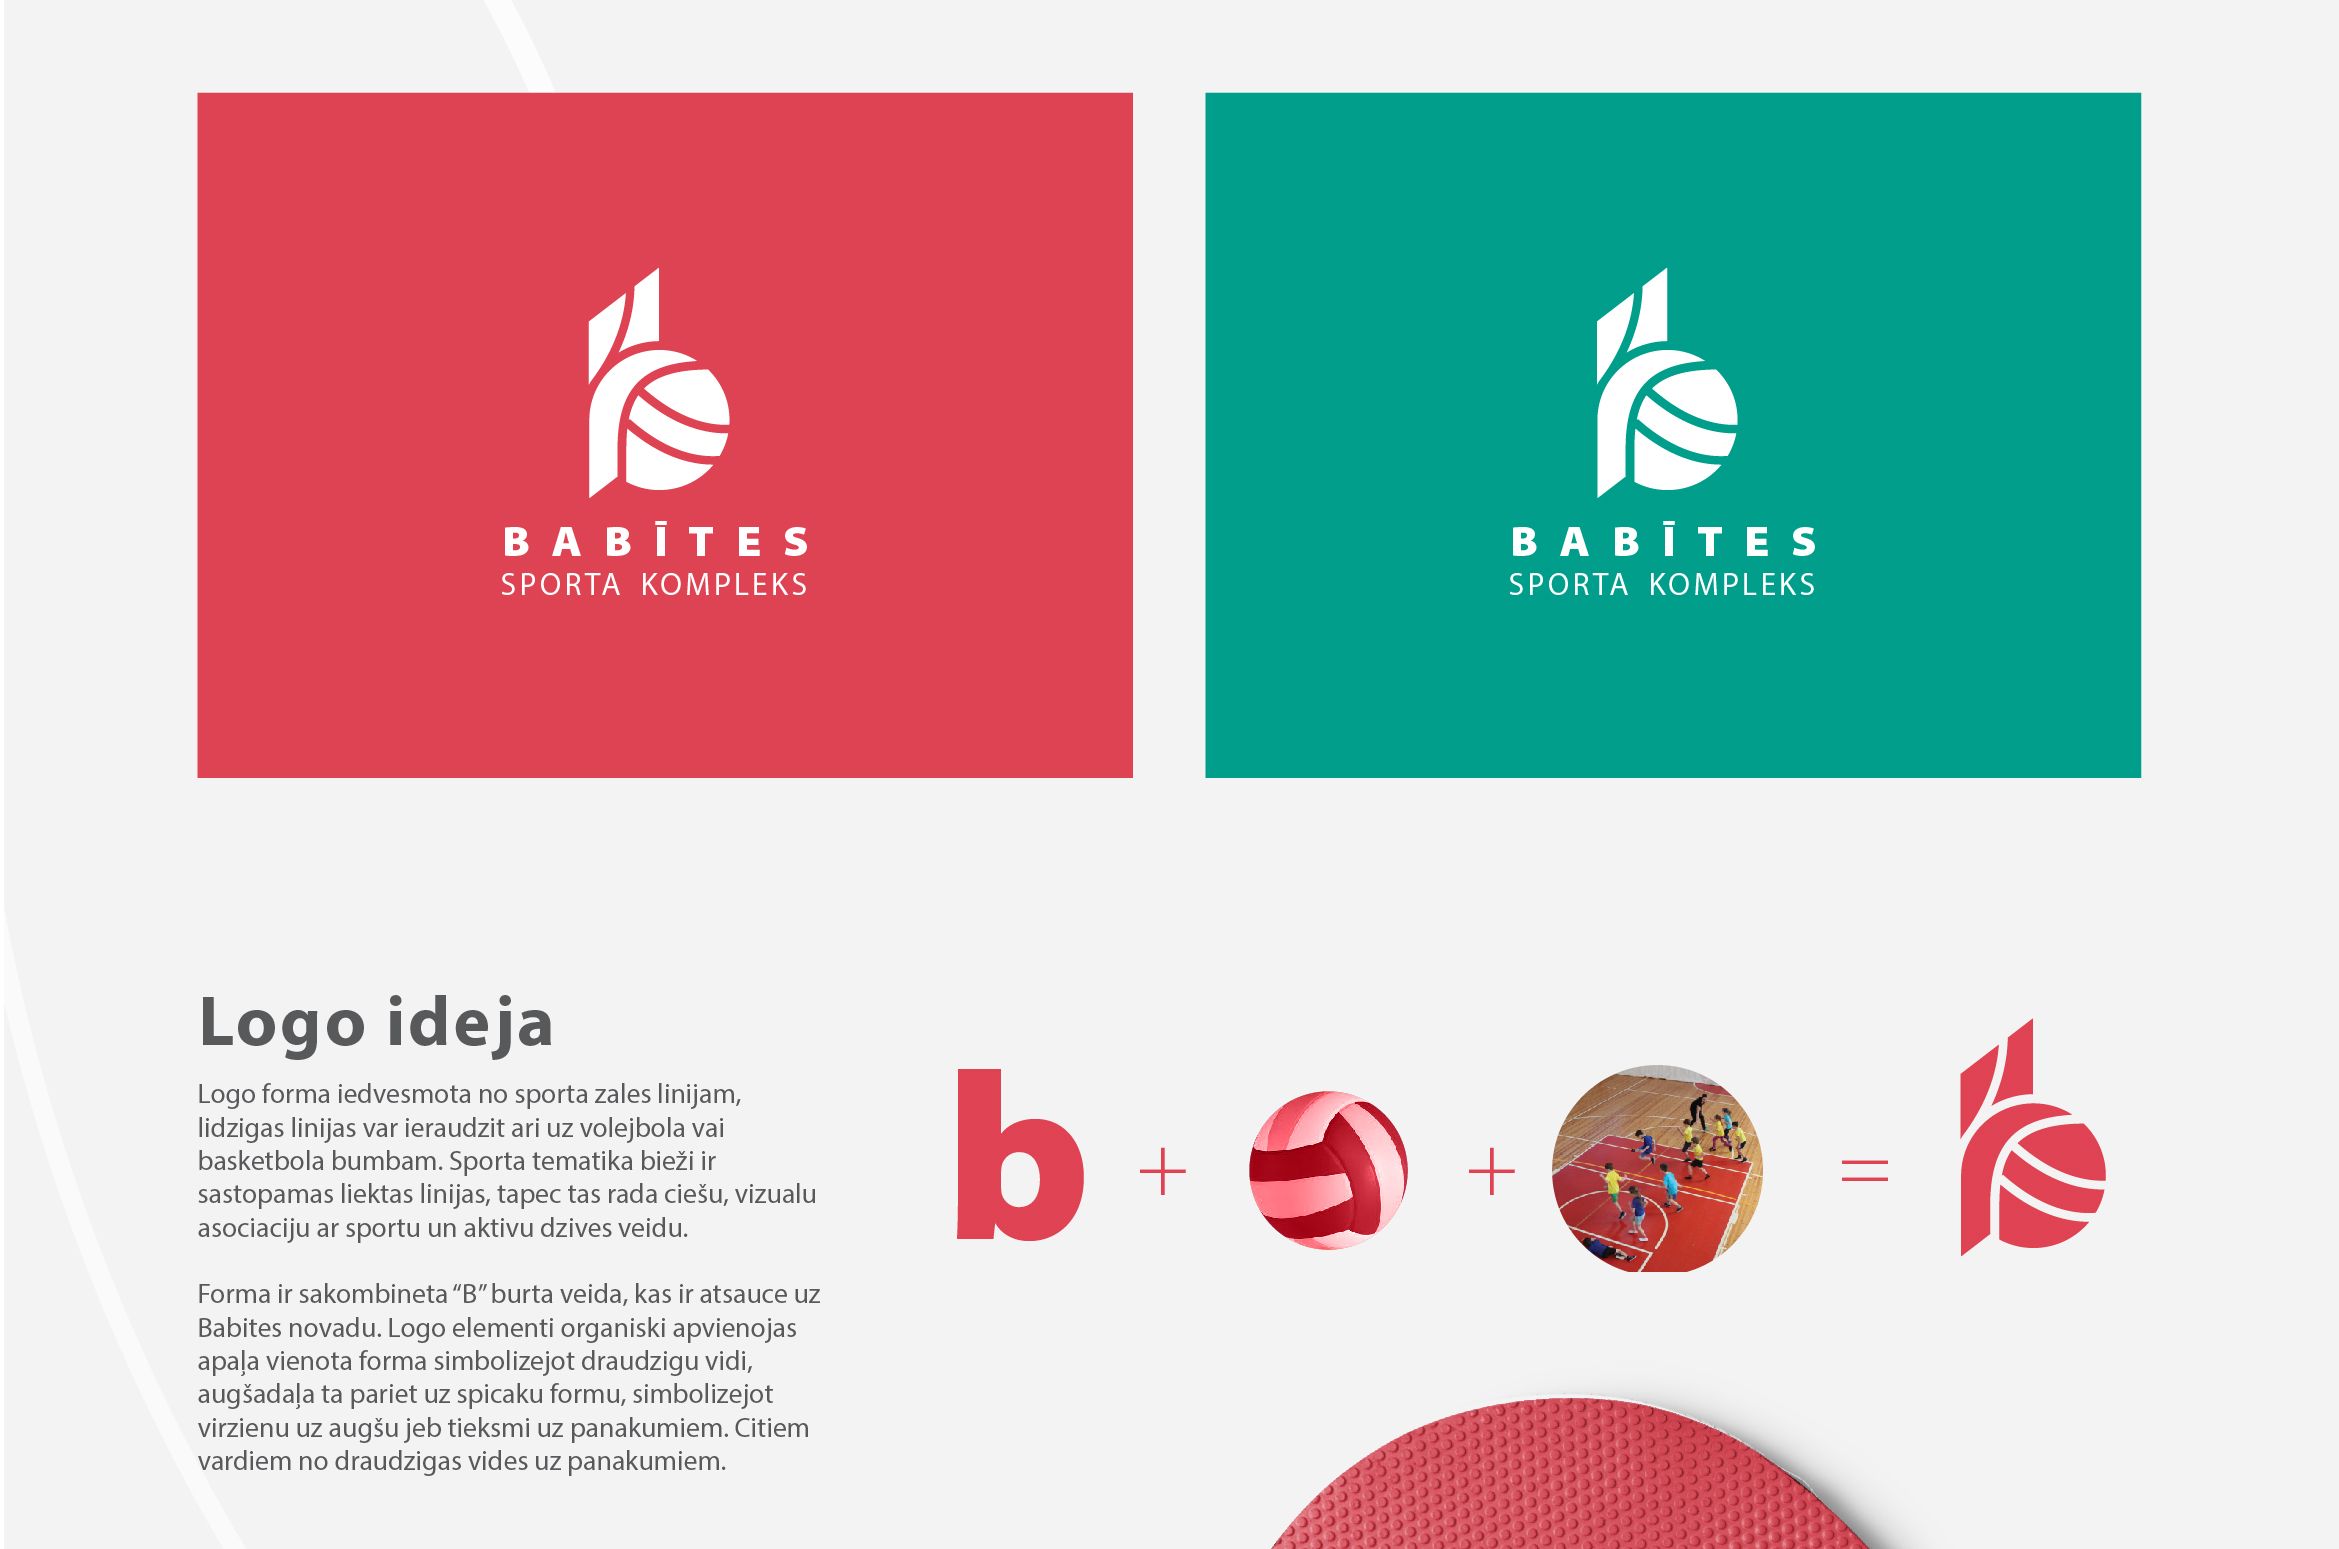 BABĪTES
SPORTA KOMPLEKS
BABĪTES
SPORTA KOMPLEKS
Logo ideja
Logo forma iedvesmota no sporta zales linijam,
lidzigas linijas var ieraudzit ari uz volejbola vai
basketbola bumbam. Sporta tematika bieži ir
sastopamas liektas linijas, tapec tas rada ciešu, vizualu
asociaciju ar sportu un aktivu dzives veidu.
Forma ir sakombineta “B” burta veida, kas ir atsauce uz
Babites novadu. Logo elementi organiski apvienojas
apaļa vienota forma simbolizejot draudzigu vidi,
augšadaļa ta pariet uz spicaku formu, simbolizejot
virzienu uz augšu jeb tieksmi uz panakumiem. Citiem
vardiem no draudzigas vides uz panakumiem.
b + + =